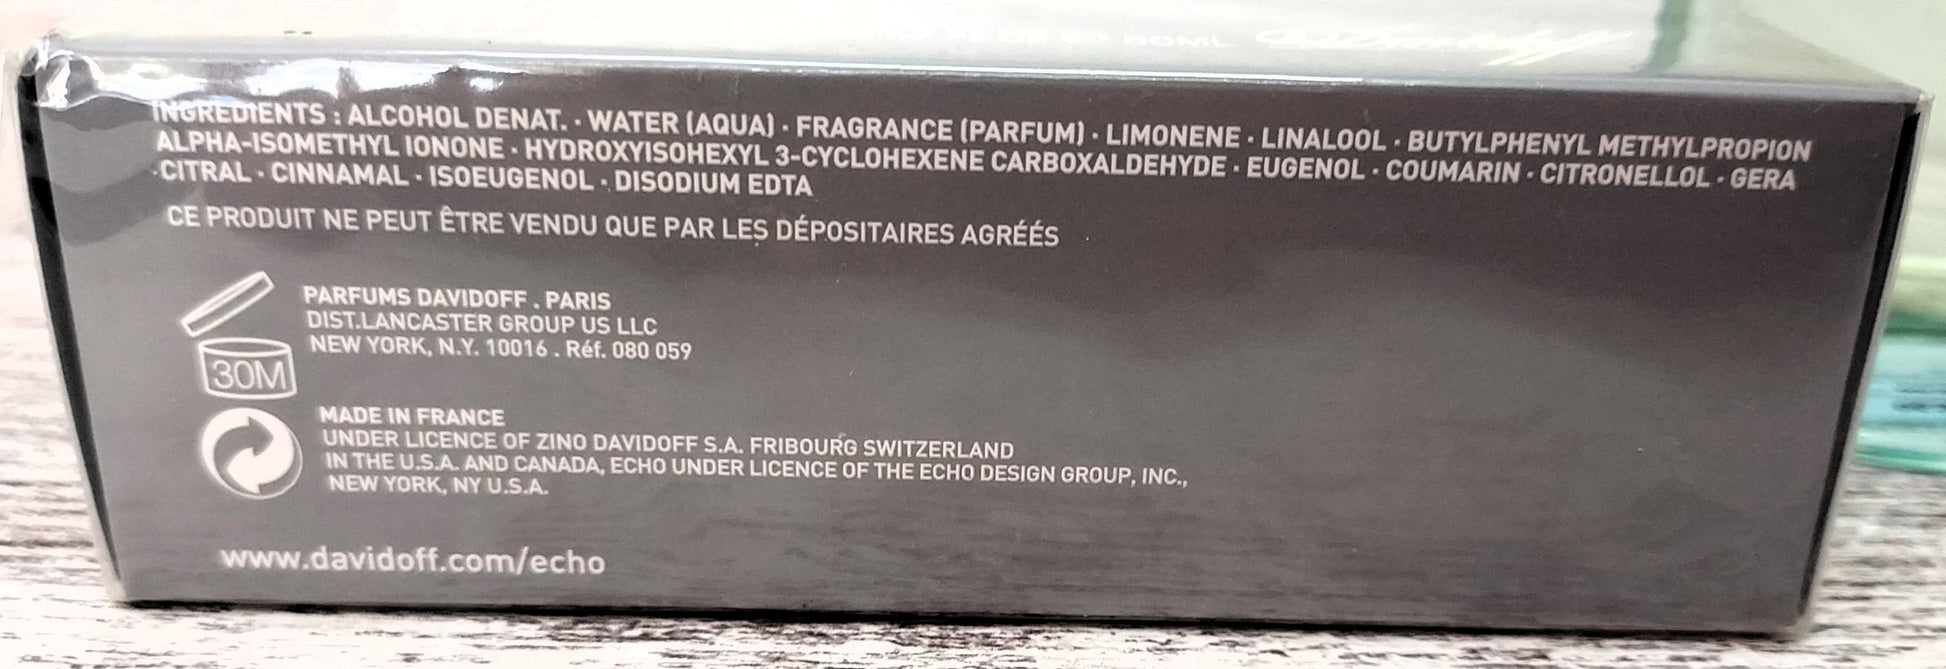 80ML Davidoff
INGREDIENTS : ALCOHOL DENAT. · WATER (AQUA) · FRAGRANCE (PARFUM) · LIMONENE · LINALOOL · BUTYLPHENYL METHYLPROPION
ALPHA-ISOMETHYL IONONE · HYDROXYISOHEXYL 3-CYCLOHEXENE CARBOXALDEHYDE · EUGENOL · COUMARIN · CITRONELLOL · GERA
· CITRAL · CINNAMAL · ISOEUGENOL · DISODIUM EDTA
CE PRODUIT NE PEUT ÊTRE VENDU QUE PAR LES DÉPOSITAIRES AGRÉÉS
PARFUMS DAVIDOFF . PARIS
DIST.LANCASTER GROUP US LLC
NEW YORK, N.Y. 10016 . Réf. 080 059
30M
MADE IN FRANCE
UNDER LICENCE OF ZINO DAVIDOFF S.A. FRIBOURG SWITZERLAND
IN THE U.S.A. AND CANADA, ECHO UNDER LICENCE OF THE ECHO DESIGN GROUP, INC.,
NEW YORK, NY U.S.A.
www.davidoff.com/echo